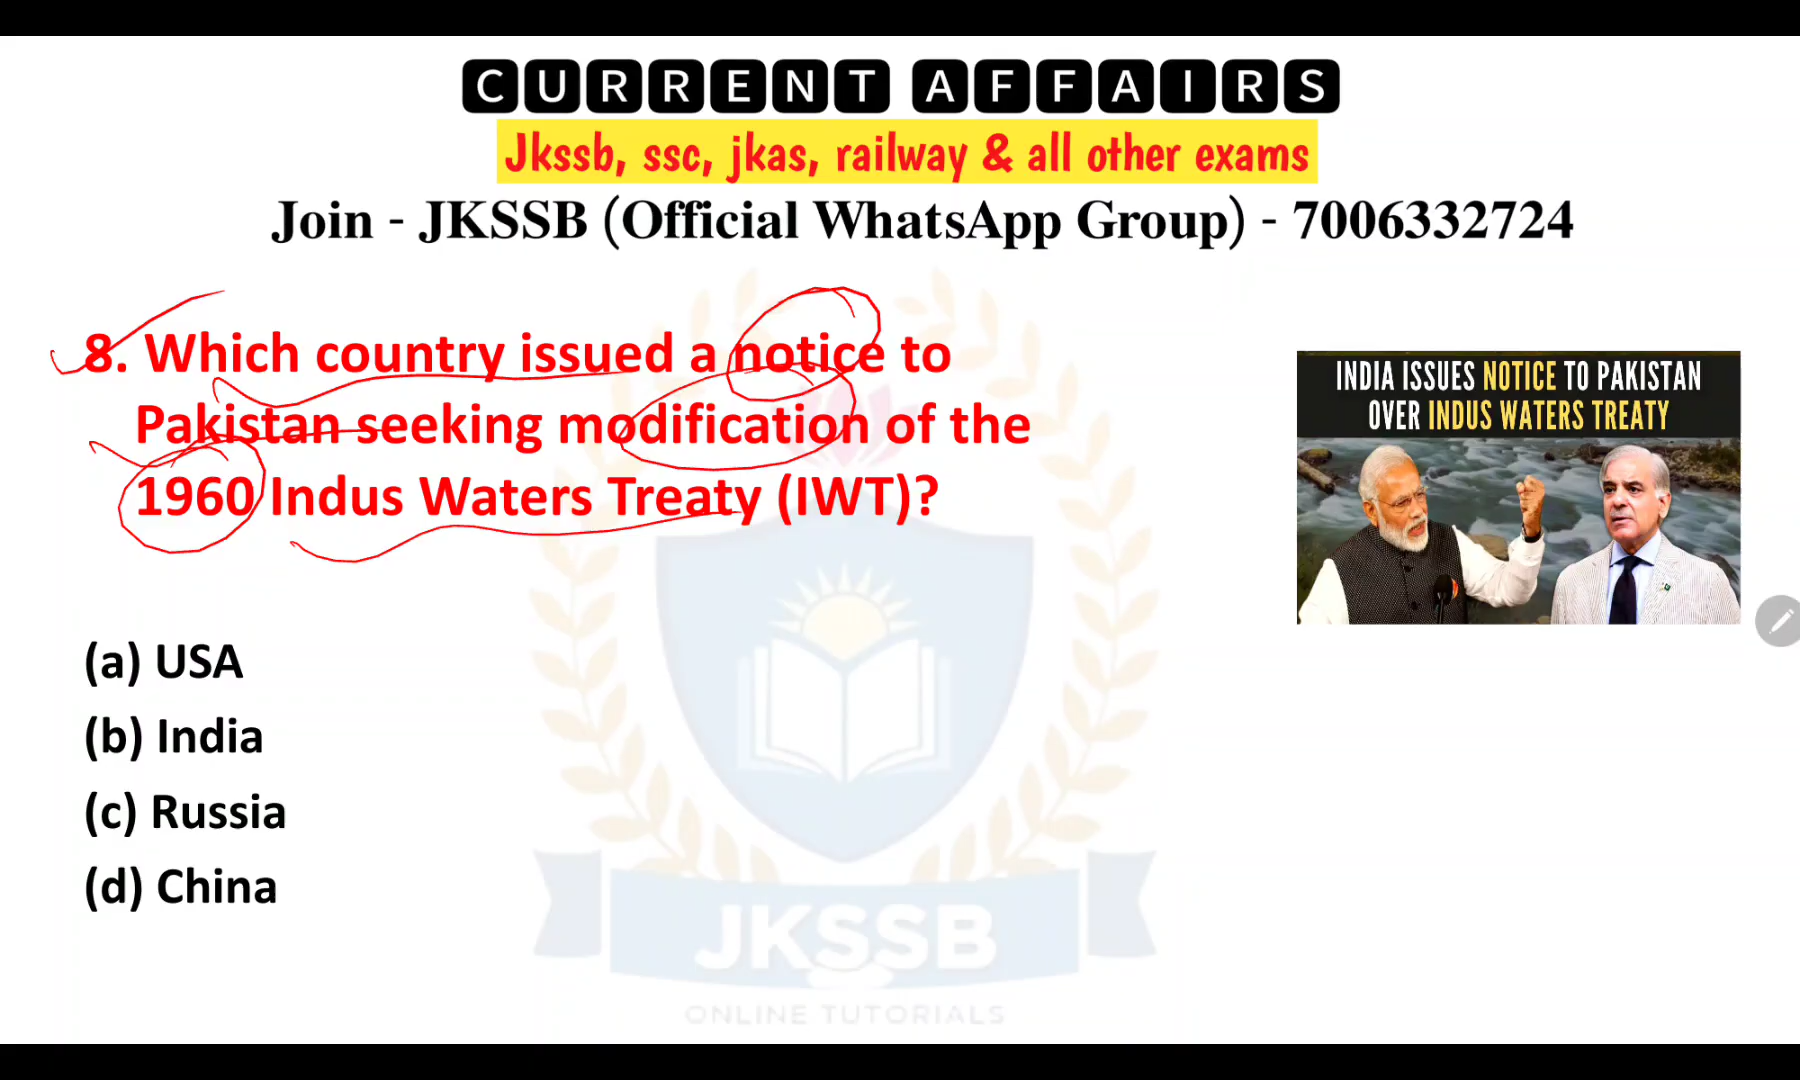 CURRENT AFFAIRS
Jkssb, ssc, jkas, railway & all other exams
Join - JKSSB (Official WhatsApp Group) - 7006332724
8. Which country issued a notice to
Pakistan seeking modification of the
1960 Indus Waters Treaty (IWT)?
INDIA ISSUES NOTICE TO PAKISTAN
OVER INDUS WATERS TREATY
(a) USA
(b) India
(c) Russia
(d) China
JKSSB
ONLINE TUTORIALS